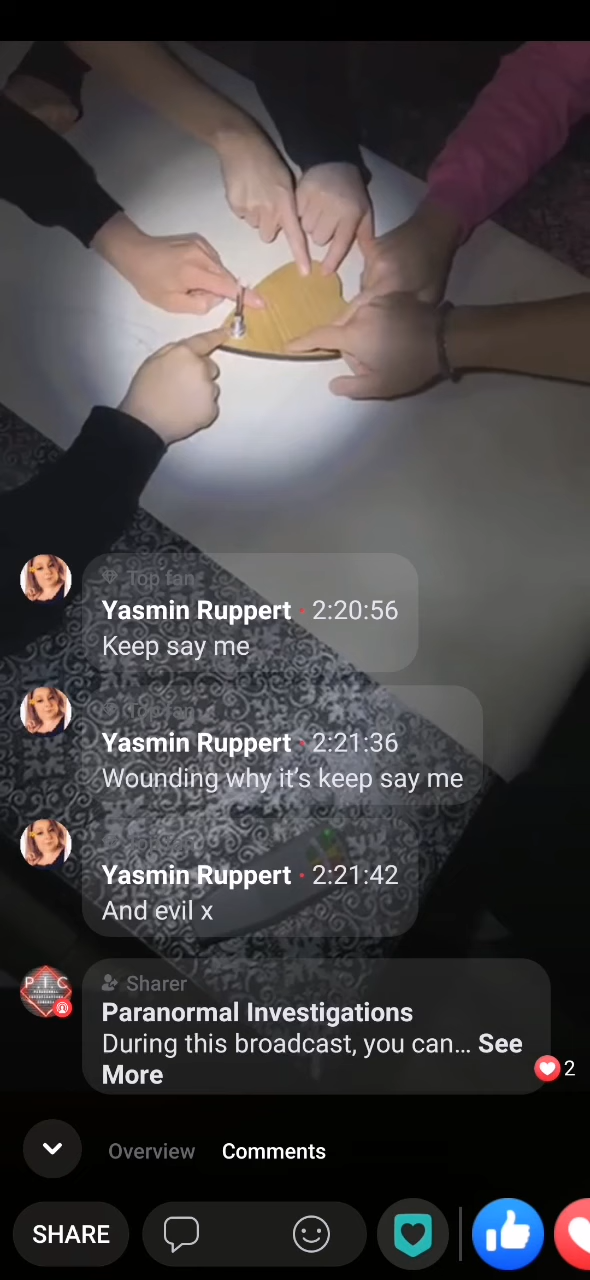 Top fan
Yasmin Ruppert · 2:20:56
Keep say me
Top fan
Yasmin Ruppert · 2:21:36
Wounding why it's keep say me
Yasmin Ruppert · 2:21:42
And evil x
P I C
Sharer
Paranormal Investigations
During this broadcast, you can... See
More
2
Overview Comments
SHARE